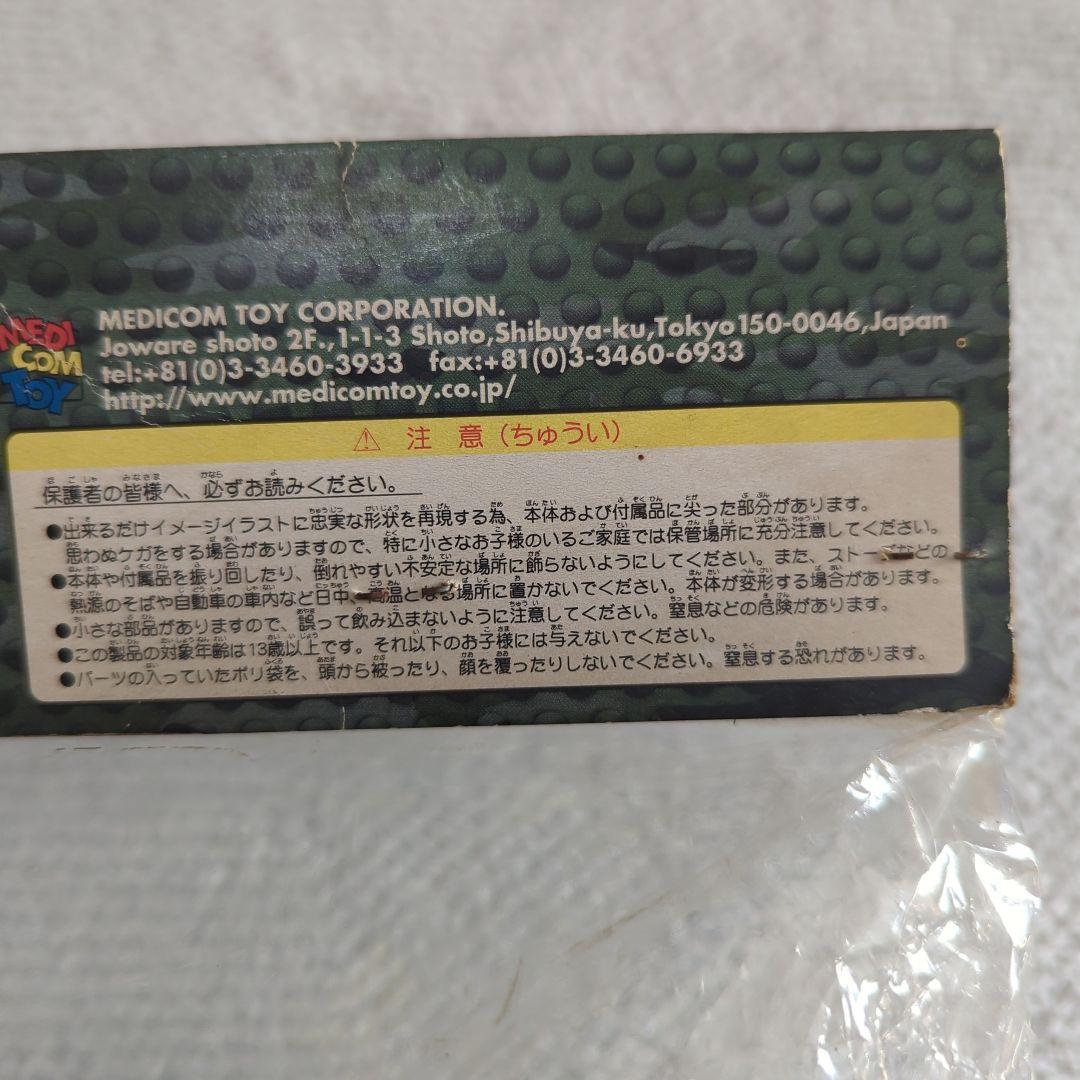 MEDI
COM
TOY
MEDICOM TOY CORPORATION.
Joware shoto 2F.,1-1-3 Shoto,Shibuya-ku,Tokyo 150-0046,Japan
tel:+81(0)3-3460-3933 fax:+81(0)3-3460-6933
http://www.medicomtoy.co.jp/
⚠ 注 意 (ちゅうい)
保護者の皆様へ、必ずお読みください。
●出来るだけイメージイラストに忠実な形状を再現する為、本体および付属品に尖った部分があります。
思わぬケガをする場合がありますので、特に小さなお子様のいるご家庭では保管場所に充分注意してください。
●本体や付属品を振り回したり、倒れやすい不安定な場所に飾らないようにしてください。また、ストーブなどの
熱源のそばや自動車の車内など日中、高温となる場所に置かないでください。本体が変形する場合があります。
●小さな部品がありますので、誤って飲み込まないように注意してください。窒息などの危険があります。
●この製品の対象年齢は13歳以上です。それ以下のお子様には与えないでください。
●パーツの入っていたポリ袋を、頭から被ったり、顔を覆ったりしないでください。窒息する恐れがあります。